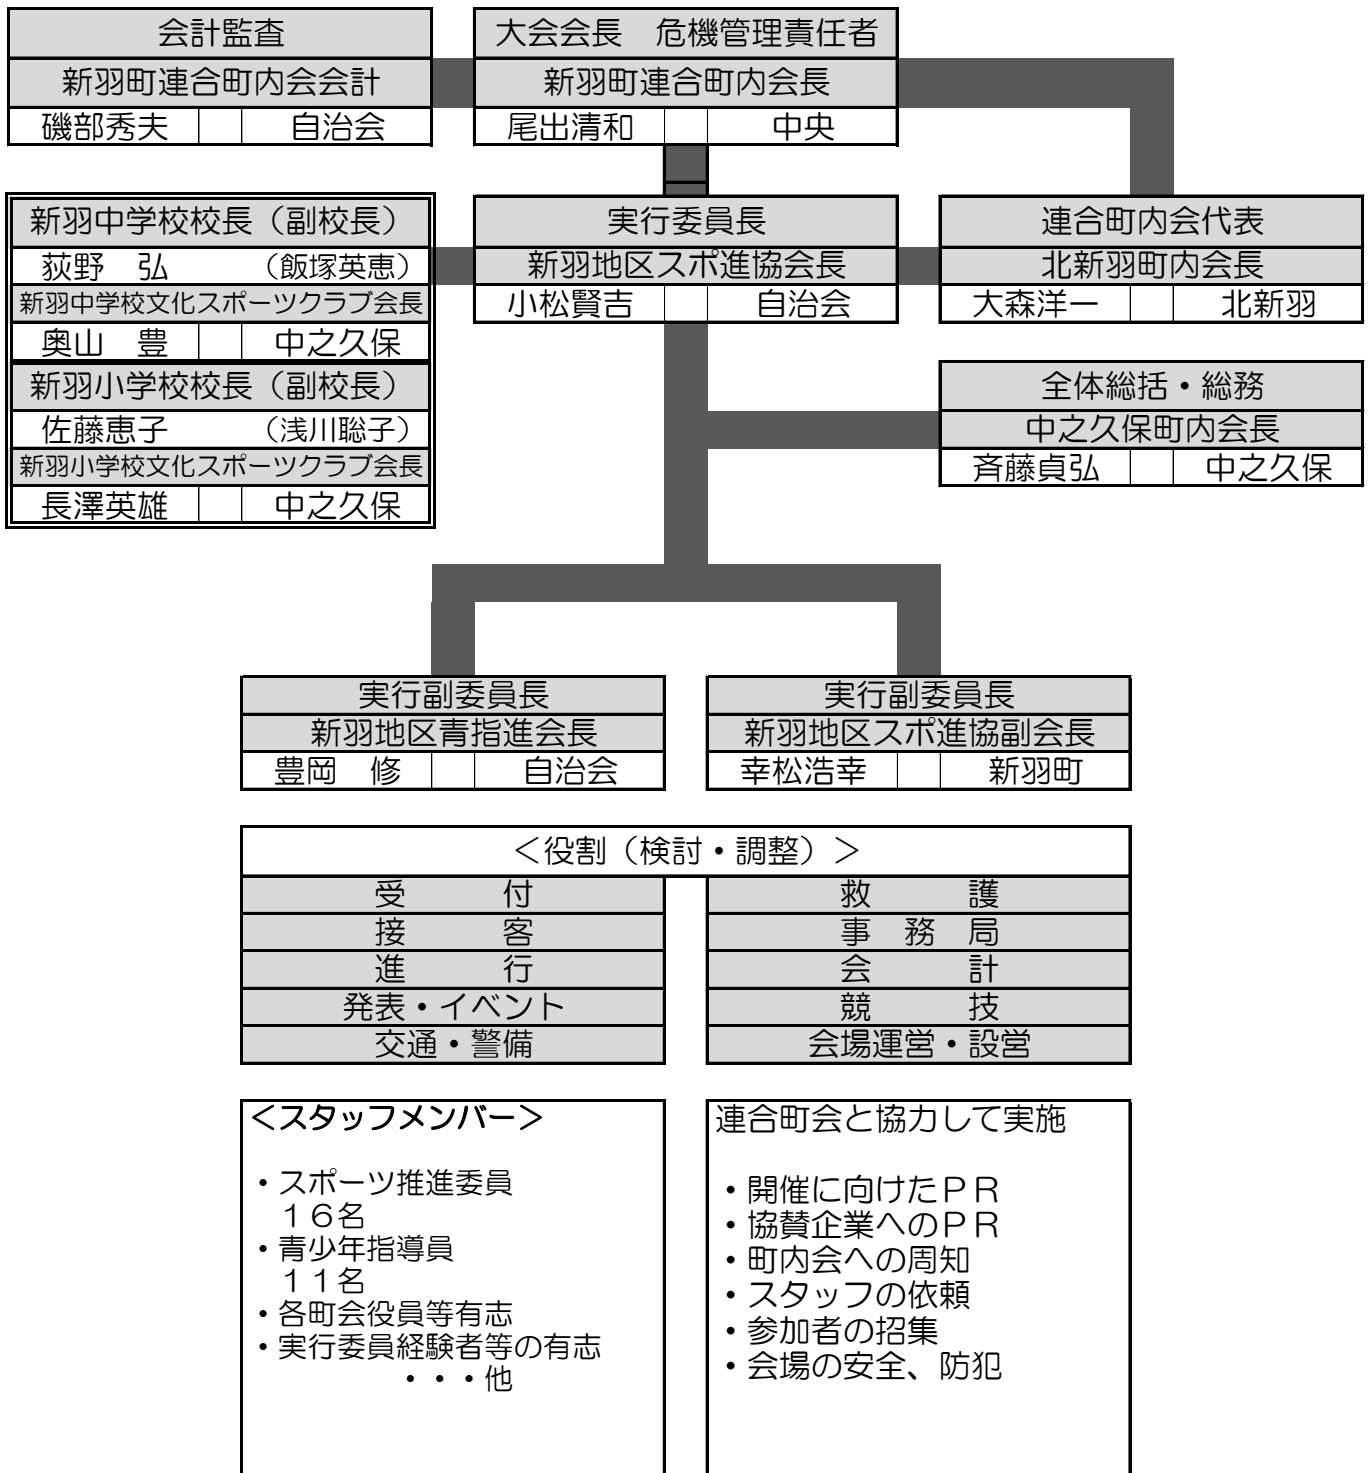 会計監査
新羽町連合町内会会計
磯部秀夫 自治会
大会会長 危機管理責任者
新羽町連合町内会長
尾出清和 中央
新羽中学校校長（副校長）
荻野 弘 （飯塚英恵）
新羽中学校文化スポーツクラブ会長
奥山 豊 中之久保
新羽小学校校長（副校長）
佐藤恵子 （浅川聡子）
新羽小学校文化スポーツクラブ会長
長澤英雄 中之久保
実行委員長
新羽地区スポ進協会長
小松賢吉 自治会
連合町内会代表
北新羽町内会長
大森洋一 北新羽
全体総括・総務
中之久保町内会長
斉藤貞弘 中之久保
実行副委員長
新羽地区青指進会長
豊岡 修 自治会
実行副委員長
新羽地区スポ進協副会長
幸松浩幸 新羽町
＜役割（検討・調整）＞
受 付
接 客
進 行
発表・イベント
交通・警備
救 護
事 務 局
会 計
競 技
会場運営・設営
＜スタッフメンバー＞
・スポーツ推進委員
１６名
・青少年指導員
１１名
・各町会役員等有志
・実行委員経験者等の有志
・・・他
連合町会と協力して実施
・開催に向けたＰＲ
・協賛企業へのＰＲ
・町内会への周知
・スタッフの依頼
・参加者の招集
・会場の安全、防犯